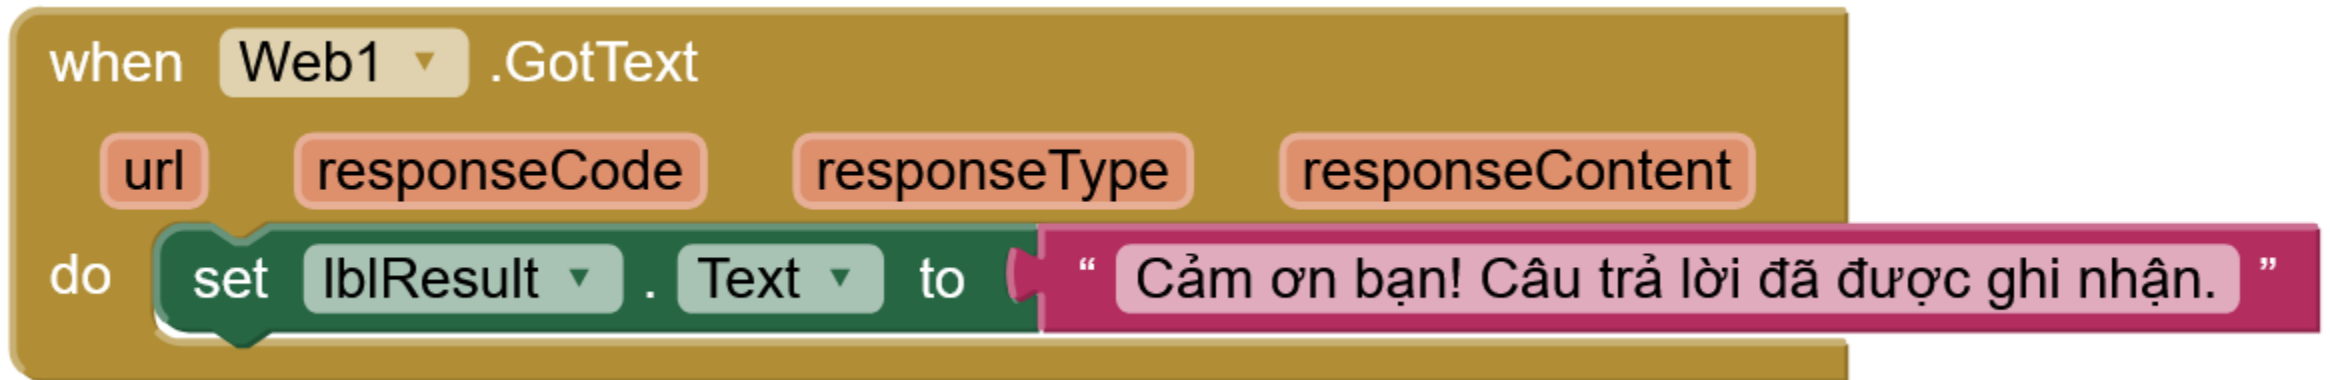 when Web1 .GotText
url responseCode responseType responseContent
do set lblResult . Text to “ Cảm ơn bạn! Câu trả lời đã được ghi nhận. ”